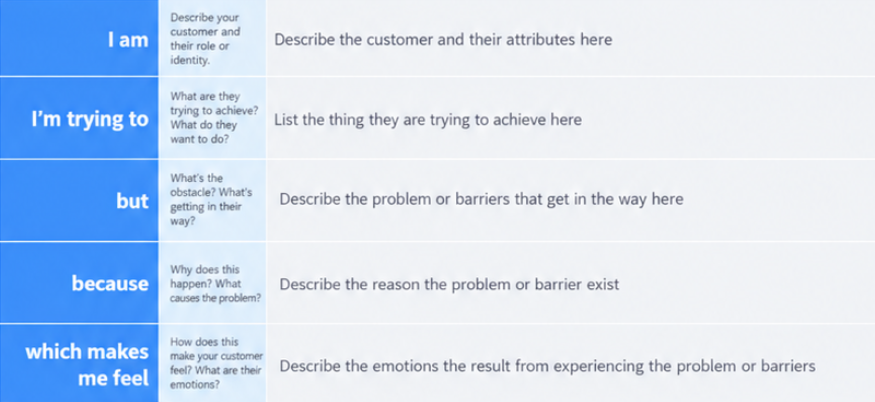 I am
Describe your
customer and
their role or
identity.
Describe the customer and their attributes here
I'm trying to
What are they
trying to achieve?
What do they
want to do?
List the thing they are trying to achieve here
but
What's the
obstacle? What's
getting in their
way?
Describe the problem or barriers that get in the way here
because
Why does this
happen? What
causes the problem?
Describe the reason the problem or barrier exist
which makes
me feel
How does this
make your customer
feel? What are their
emotions?
Describe the emotions the result from experiencing the problem or barriers